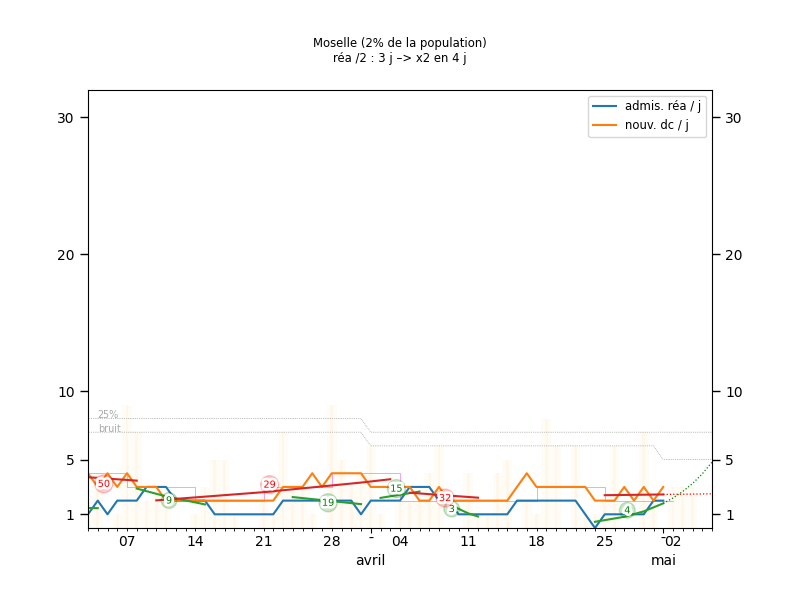 Moselle (2% de la population)
réa /2 : 3 j –> x2 en 4 j
admis. réa / j
nouv. dc / j
30 30
20 20
10 10
25%
bruit
5 5
50 9 29 19 15 32 3 4
1 1
07 14 21 28 - 04 11 18 25 -02
avril mai